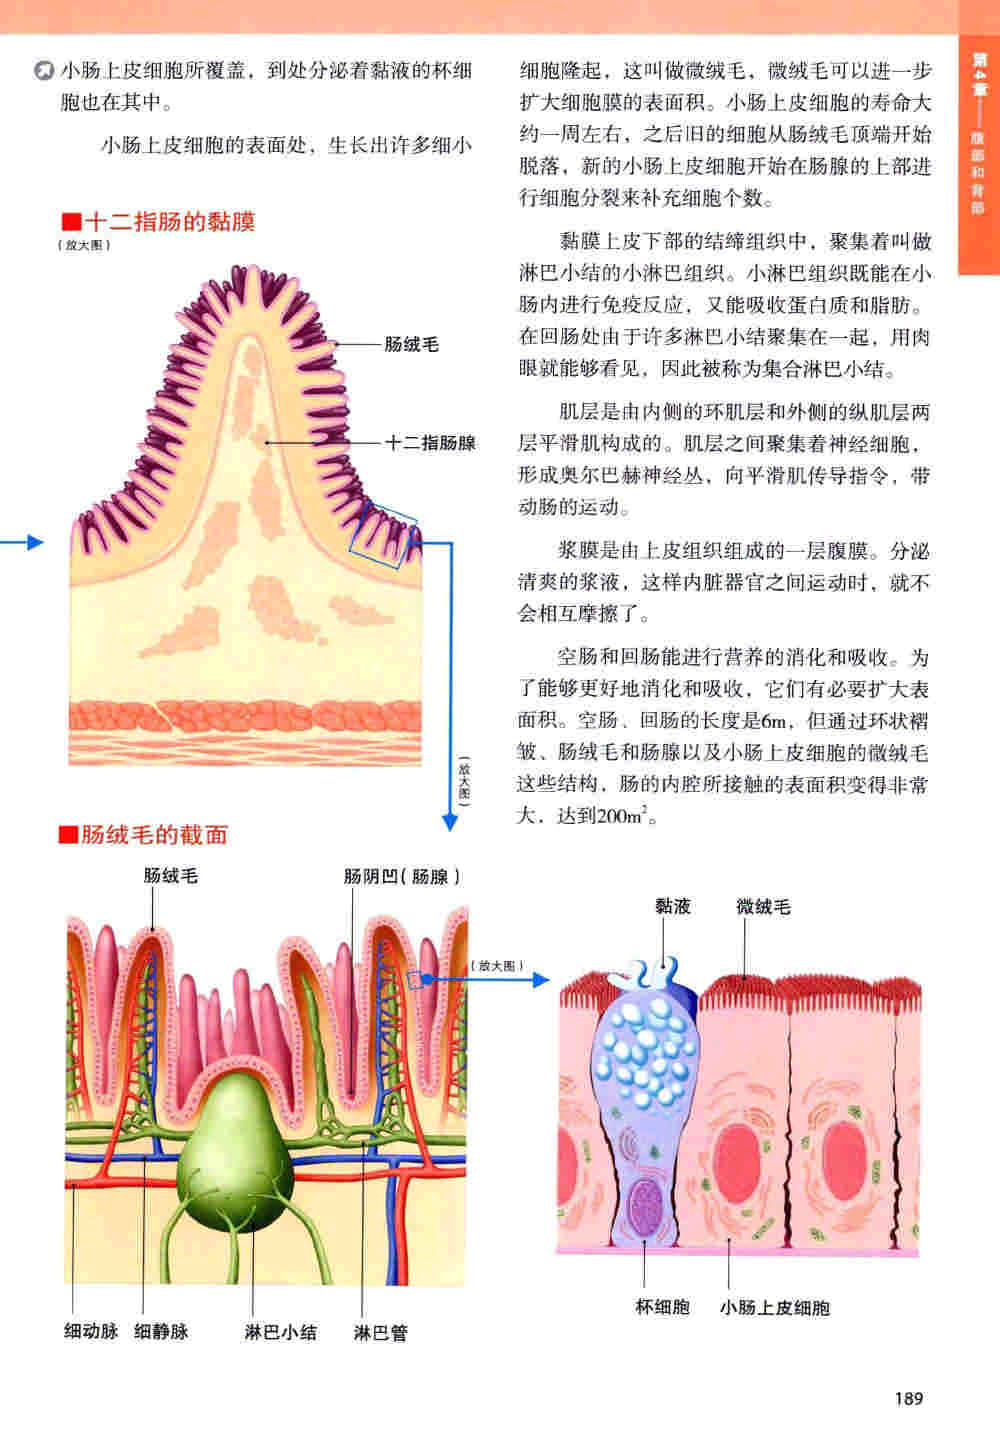 小肠上皮细胞所覆盖，到处分泌着黏液的杯细
胞也在其中。
小肠上皮细胞的表面处，生长出许多细小
■十二指肠的黏膜
（放大图）
肠绒毛
十二指肠腺
（放大图）
■肠绒毛的截面
肠绒毛
肠阴凹（肠腺）
（放大图）
细动脉
细静脉
淋巴小结
淋巴管
细胞隆起，这叫做微绒毛，微绒毛可以进一步
扩大细胞膜的表面积。小肠上皮细胞的寿命大
约一周左右，之后旧的细胞从肠绒毛顶端开始
脱落，新的小肠上皮细胞开始在肠腺的上部进
行细胞分裂来补充细胞个数。
黏膜上皮下部的结缔组织中，聚集着叫做
淋巴小结的小淋巴组织。小淋巴组织既能在小
肠内进行免疫反应，又能吸收蛋白质和脂肪。
在回肠处由于许多淋巴小结聚集在一起，用肉
眼就能够看见，因此被称为集合淋巴小结。
肌层是由内侧的环肌层和外侧的纵肌层两
层平滑肌构成的。肌层之间聚集着神经细胞，
形成奥尔巴赫神经丛，向平滑肌传导指令，带
动肠的运动。
浆膜是由上皮组织组成的一层腹膜。分泌
清爽的浆液，这样内脏器官之间运动时，就不
会相互摩擦了。
空肠和回肠能进行营养的消化和吸收。为
了能够更好地消化和吸收，它们有必要扩大表
面积。空肠、回肠的长度是6m，但通过环状褶
皱、肠绒毛和肠腺以及小肠上皮细胞的微绒毛
这些结构，肠的内腔所接触的表面积变得非常
大，达到200m²。
黏液
微绒毛
杯细胞
小肠上皮细胞
第4章——腹部和背部
189